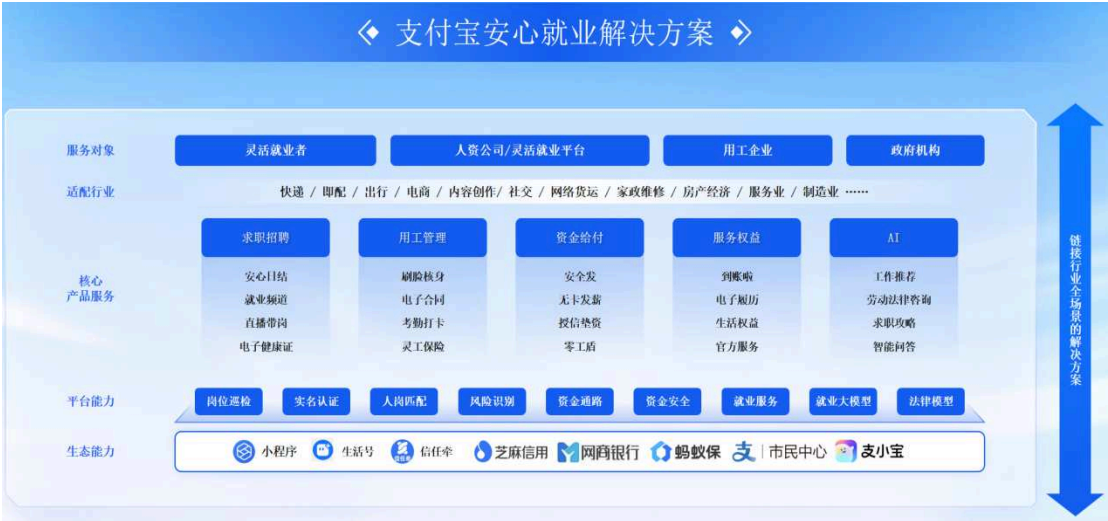 支付宝安心就业解决方案
服务对象 灵活就业者 人资公司/灵活就业平台 用工企业 政府机构
适配行业 快递 / 即配 / 出行 / 电商 / 内容创作/ 社交 / 网络货运 / 家政维修 / 房产经济 / 服务业 / 制造业 ······
核心
产品服务
求职招聘 用工管理 资金给付 服务权益 AI
安心日结 刷脸核身 安全发 到账啦 工作推荐
就业频道 电子合同 无卡发薪 电子履历 劳动法律咨询
直播带岗 考勤打卡 授信垫资 生活权益 求职攻略
电子健康证 灵工保险 零工盾 官方服务 智能问答
平台能力 岗位巡检 实名认证 人岗匹配 风险识别 资金通路 资金安全 就业服务 就业大模型 法律模型
生态能力 小程序 生活号 信任牵 芝麻信用 网商银行 蚂蚁保 支 市民中心 支小宝
链接行业全场景的解决方案